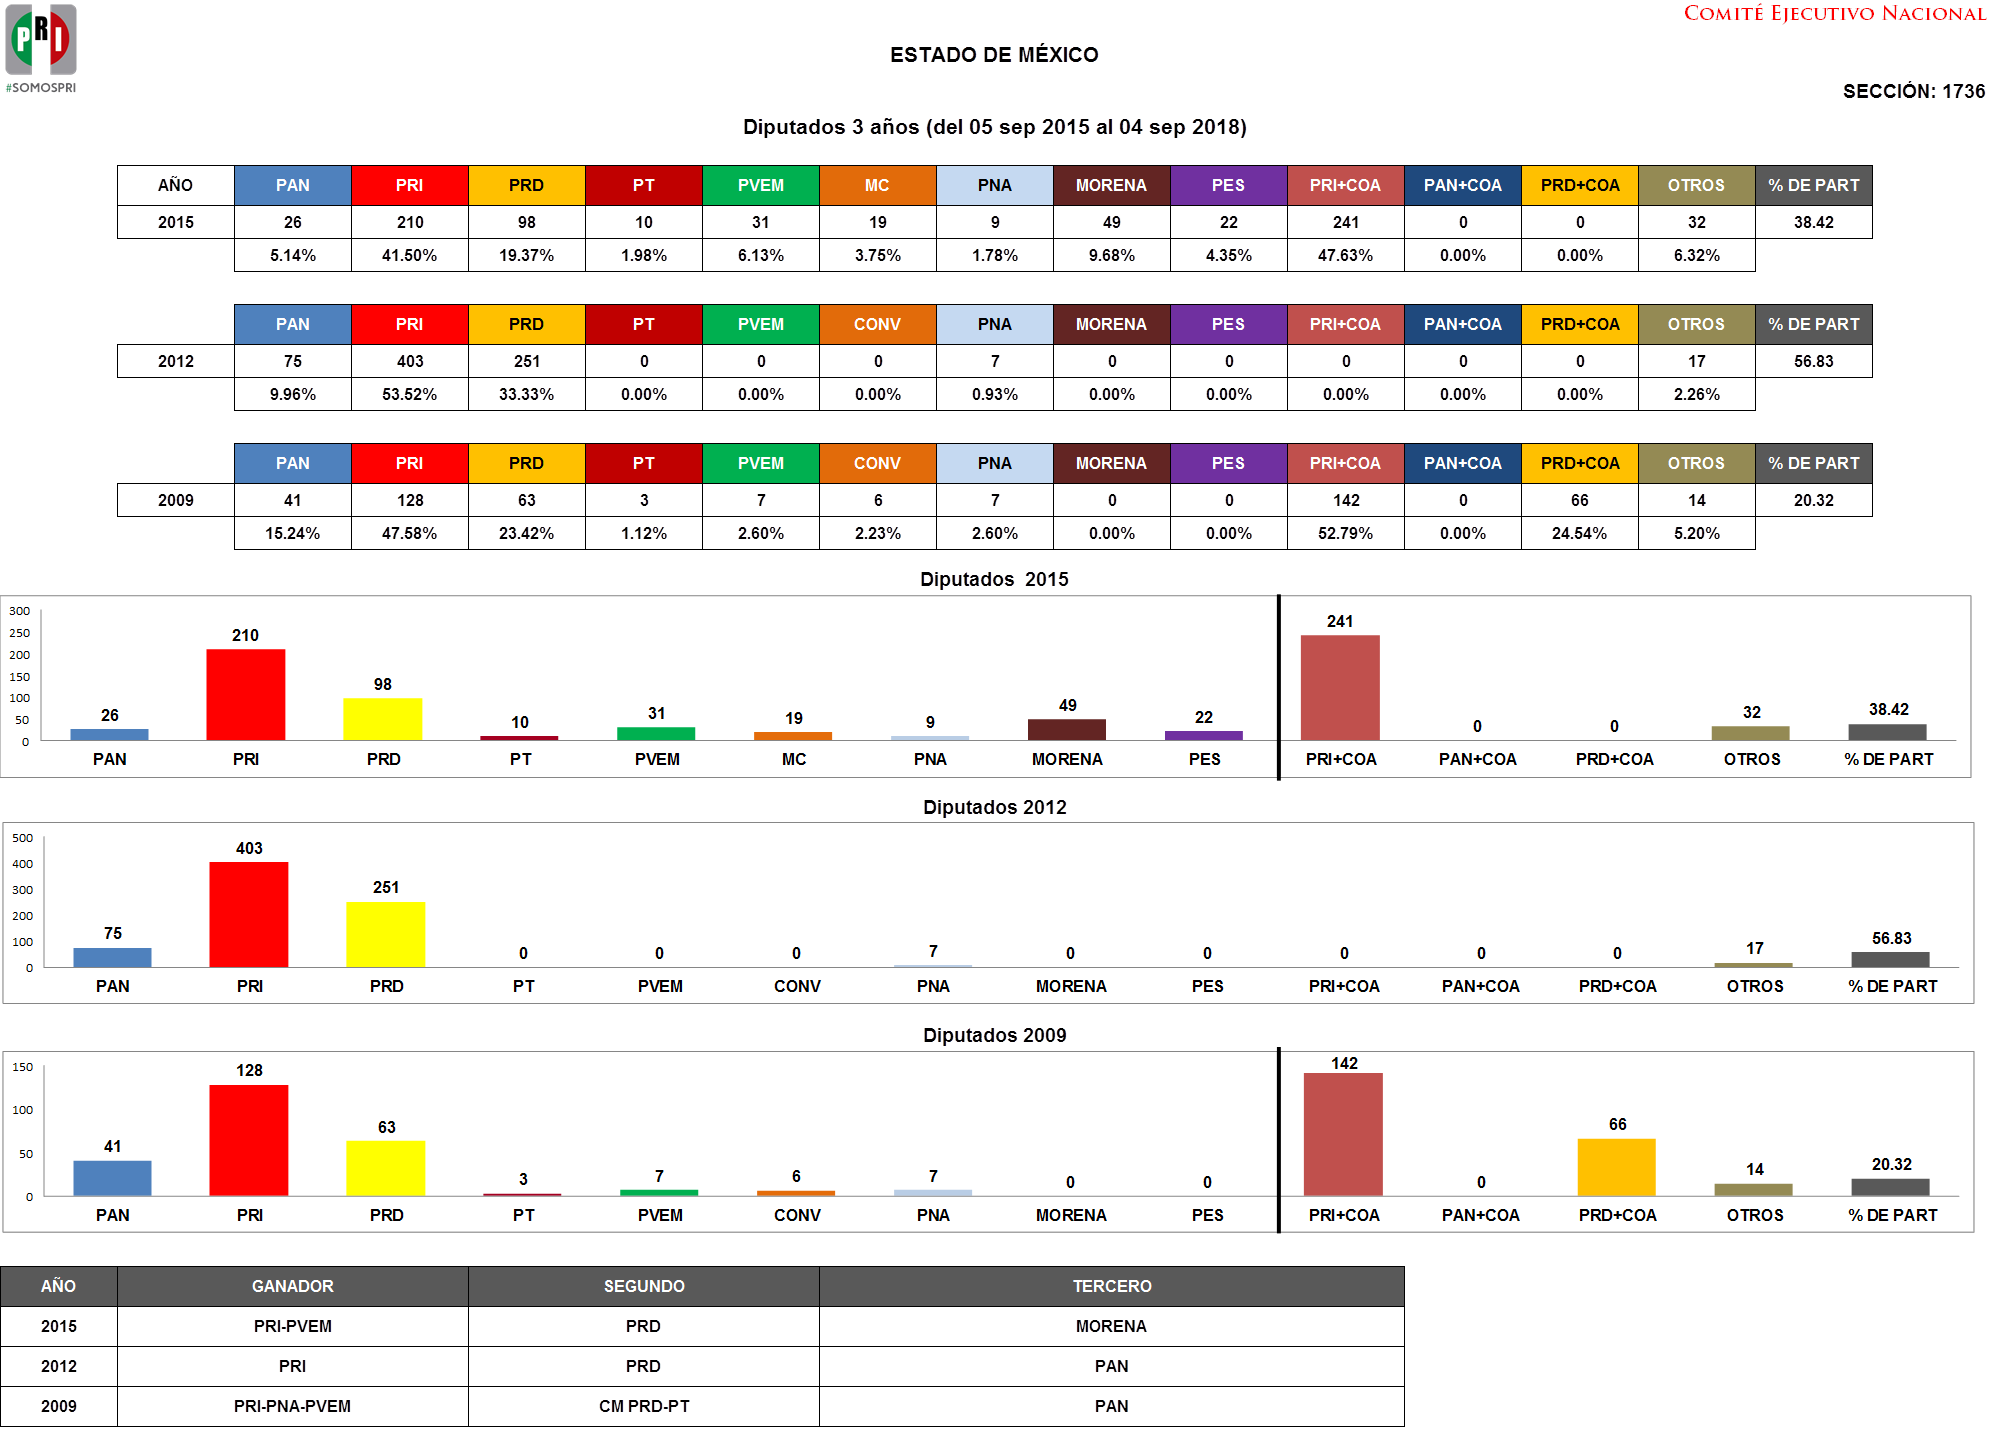 PRI
#SOMOSPRI
COMITÉ EJECUTIVO NACIONAL
ESTADO DE MÉXICO
SECCIÓN: 1736
Diputados 3 años (del 05 sep 2015 al 04 sep 2018)
AÑO PAN PRI PRD PT PVEM MC PNA MORENA PES PRI+COA PAN+COA PRD+COA OTROS % DE PART
2015 26 210 98 10 31 19 9 49 22 241 0 0 32 38.42
5.14% 41.50% 19.37% 1.98% 6.13% 3.75% 1.78% 9.68% 4.35% 47.63% 0.00% 0.00% 6.32%
PAN PRI PRD PT PVEM CONV PNA MORENA PES PRI+COA PAN+COA PRD+COA OTROS % DE PART
2012 75 403 251 0 0 0 7 0 0 0 0 0 17 56.83
9.96% 53.52% 33.33% 0.00% 0.00% 0.00% 0.93% 0.00% 0.00% 0.00% 0.00% 0.00% 2.26%
PAN PRI PRD PT PVEM CONV PNA MORENA PES PRI+COA PAN+COA PRD+COA OTROS % DE PART
2009 41 128 63 3 7 6 7 0 0 142 0 66 14 20.32
15.24% 47.58% 23.42% 1.12% 2.60% 2.23% 2.60% 0.00% 0.00% 52.79% 0.00% 24.54% 5.20%
Diputados 2015
300
250
200
150
100
50
0
26 210 98 10 31 19 9 49 22 241 0 0 32 38.42
PAN PRI PRD PT PVEM MC PNA MORENA PES PRI+COA PAN+COA PRD+COA OTROS % DE PART
Diputados 2012
500
400
300
200
100
0
75 403 251 0 0 0 7 0 0 0 0 0 17 56.83
PAN PRI PRD PT PVEM CONV PNA MORENA PES PRI+COA PAN+COA PRD+COA OTROS % DE PART
Diputados 2009
150
100
50
0
41 128 63 3 7 6 7 0 0 142 0 66 14 20.32
PAN PRI PRD PT PVEM CONV PNA MORENA PES PRI+COA PAN+COA PRD+COA OTROS % DE PART
AÑO GANADOR SEGUNDO TERCERO
2015 PRI-PVEM PRD MORENA
2012 PRI PRD PAN
2009 PRI-PNA-PVEM CM PRD-PT PAN